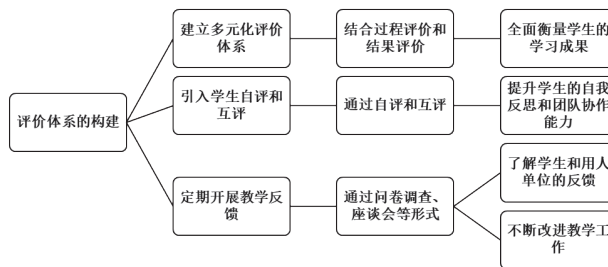 评价体系的构建
建立多元化评价
体系
结合过程评价和
结果评价
全面衡量学生的
学习成果
引入学生自评和
互评
通过自评和互评
提升学生的自我
反思和团队协作
能力
定期开展教学反
馈
通过问卷调查、
座谈会等形式
了解学生和用人
单位的反馈
不断改进教学工
作